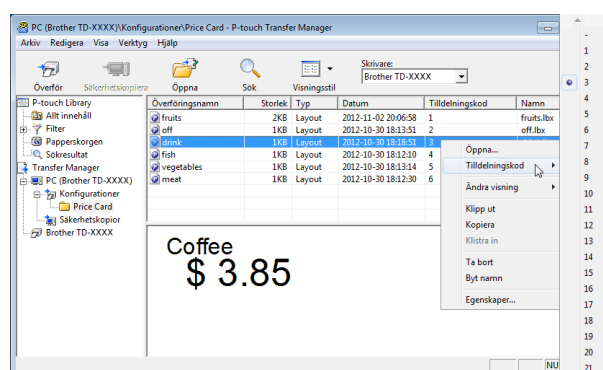 PC (Brother TD-XXXX)\Konfigurationer\Price Card - P-touch Transfer Manager
Arkiv Redigera Visa Verktyg Hjälp
Överför Säkerhetskopiera Öppna Sök Visningsstil Skrivare:
Brother TD-XXXX
P-touch Library
Allt innehåll
Filter
Papperskorgen
Sökresultat
Transfer Manager
PC (Brother TD-XXXX)
Konfigurationer
Price Card
Säkerhetskopior
Brother TD-XXXX
Överföringsnamn Storlek Typ Datum Tilldelningskod Namn
fruits 2KB Layout 2012-11-02 20:06:58 1 fruits.lbx
off 1KB Layout 2012-10-30 18:13:51 2 off.lbx
drink 1KB Layout 2012-10-30 18:18:51 3
fish 1KB Layout 2012-10-30 18:12:10 4
vegetables 1KB Layout 2012-10-30 18:13:14 5
meat 1KB Layout 2012-10-30 18:12:30 6
Coffee
$ 3.85
Öppna...
Tilldelningskod
Ändra visning
Klipp ut
Kopiera
Klistra in
Ta bort
Byt namn
Egenskaper...
-
1
2
3
4
5
6
7
8
9
10
11
12
13
14
15
16
17
18
19
20
21
NU